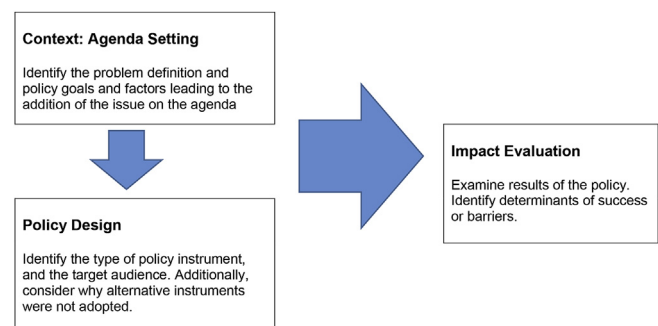 Context: Agenda Setting
Identify the problem definition and
policy goals and factors leading to the
addition of the issue on the agenda
Policy Design
Identify the type of policy instrument,
and the target audience. Additionally,
consider why alternative instruments
were not adopted.
Impact Evaluation
Examine results of the policy.
Identify determinants of success
or barriers.